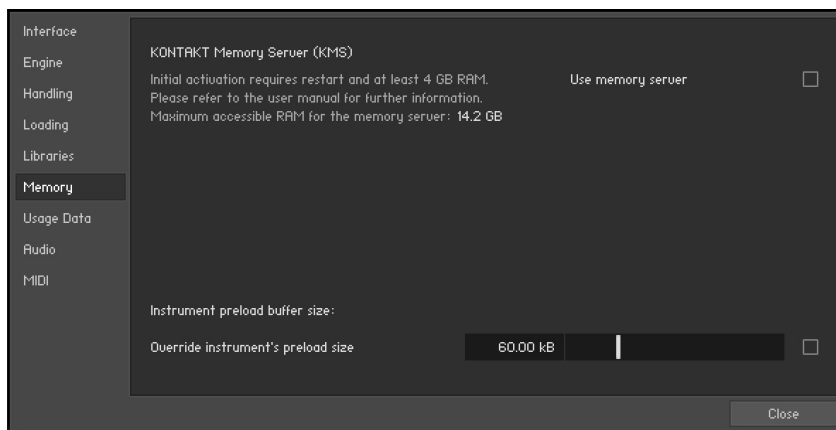 Interface
Engine
Handling
Loading
Libraries
Memory
Usage Data
Audio
MIDI
KONTAKT Memory Server (KMS)
Initial activation requires restart and at least 4 GB RAM.
Please refer to the user manual for further information.
Maximum accessible RAM for the memory server: 14.2 GB
Use memory server
Instrument preload buffer size:
Override instrument's preload size 60.00 kB
Close